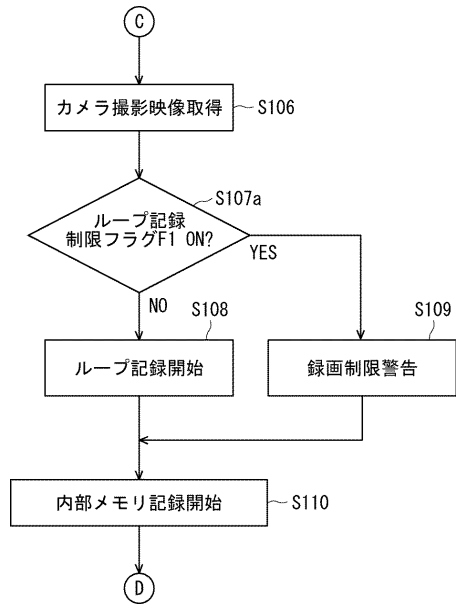 C
カメラ撮影映像取得
S106
S107a
ループ記録
制限フラグF1 ON?
YES
NO
S108
S109
ループ記録開始
録画制限警告
内部メモリ記録開始
S110
D